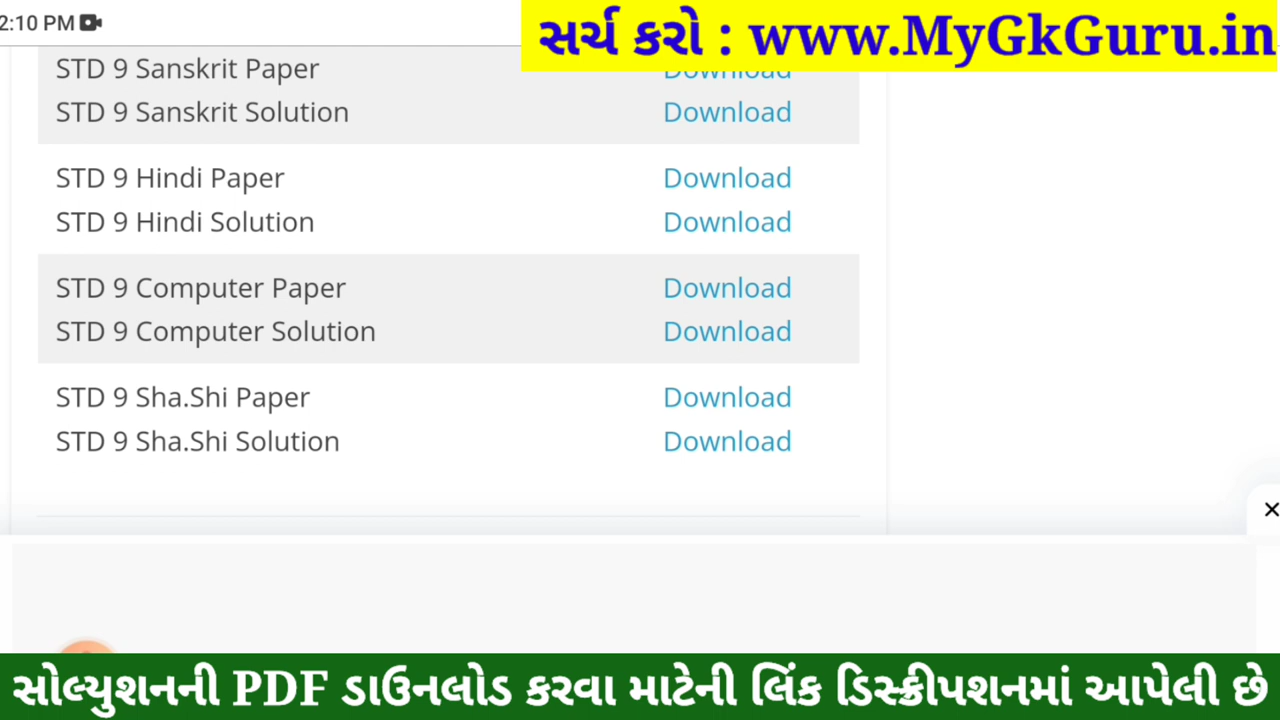 2:10 PM
સર્ચ કરો : www.MyGkGuru.in
STD 9 Sanskrit Paper Download
STD 9 Sanskrit Solution Download
STD 9 Hindi Paper Download
STD 9 Hindi Solution Download
STD 9 Computer Paper Download
STD 9 Computer Solution Download
STD 9 Sha.Shi Paper Download
STD 9 Sha.Shi Solution Download
સોલ્યુશનની PDF ડાઉનલોડ કરવા માટેની લિંક ડિસ્ક્રીપશનમાં આપેલી છે